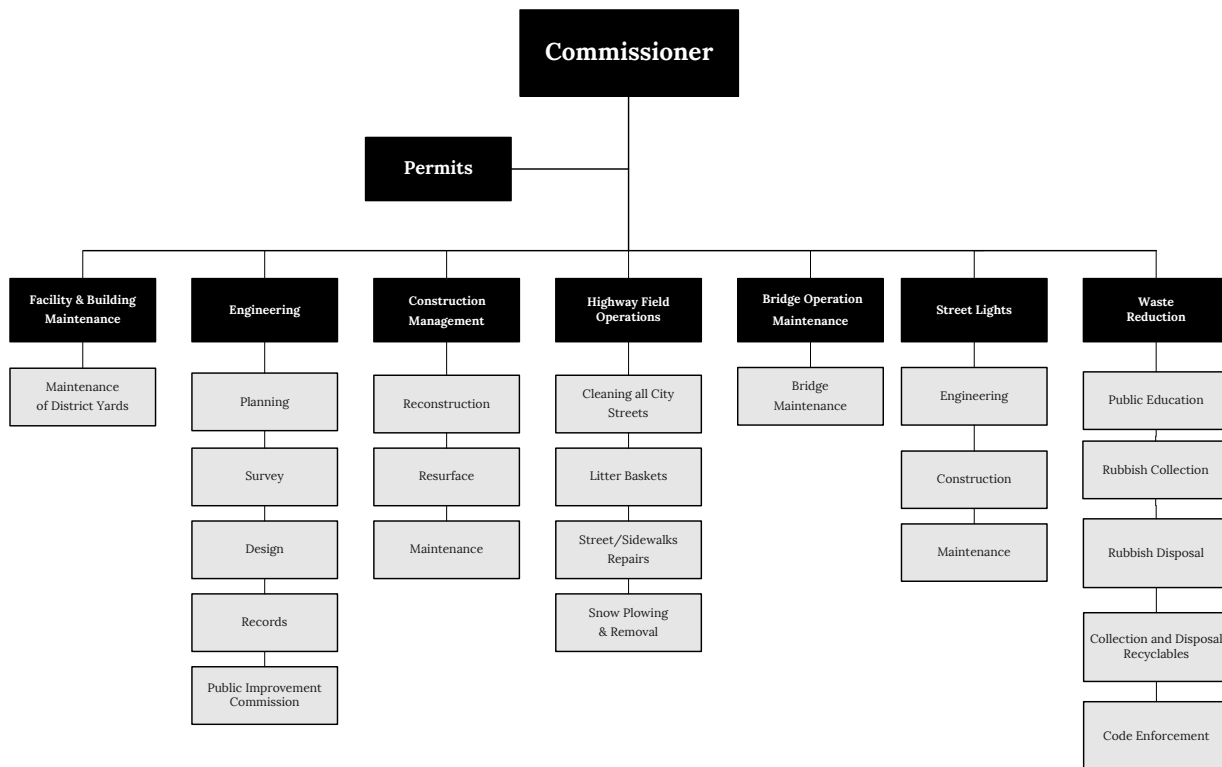 Commissioner
Permits
Facility & Building
Maintenance
Maintenance
of District Yards
Engineering
Planning
Survey
Design
Records
Public Improvement
Commission
Construction
Management
Reconstruction
Resurface
Maintenance
Highway Field
Operations
Cleaning all City
Streets
Litter Baskets
Street/Sidewalks
Repairs
Snow Plowing
& Removal
Bridge Operation
Maintenance
Bridge
Maintenance
Street Lights
Engineering
Construction
Maintenance
Waste
Reduction
Public Education
Rubbish Collection
Rubbish Disposal
Collection and Disposal
Recyclables
Code Enforcement